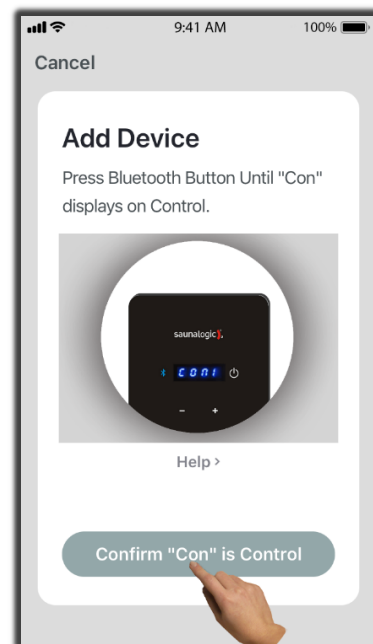 9:41 AM 100%
Cancel
Add Device
Press Bluetooth Button Until "Con"
displays on Control.
saunalogic
CON1
- +
Help >
Confirm "Con" is Control